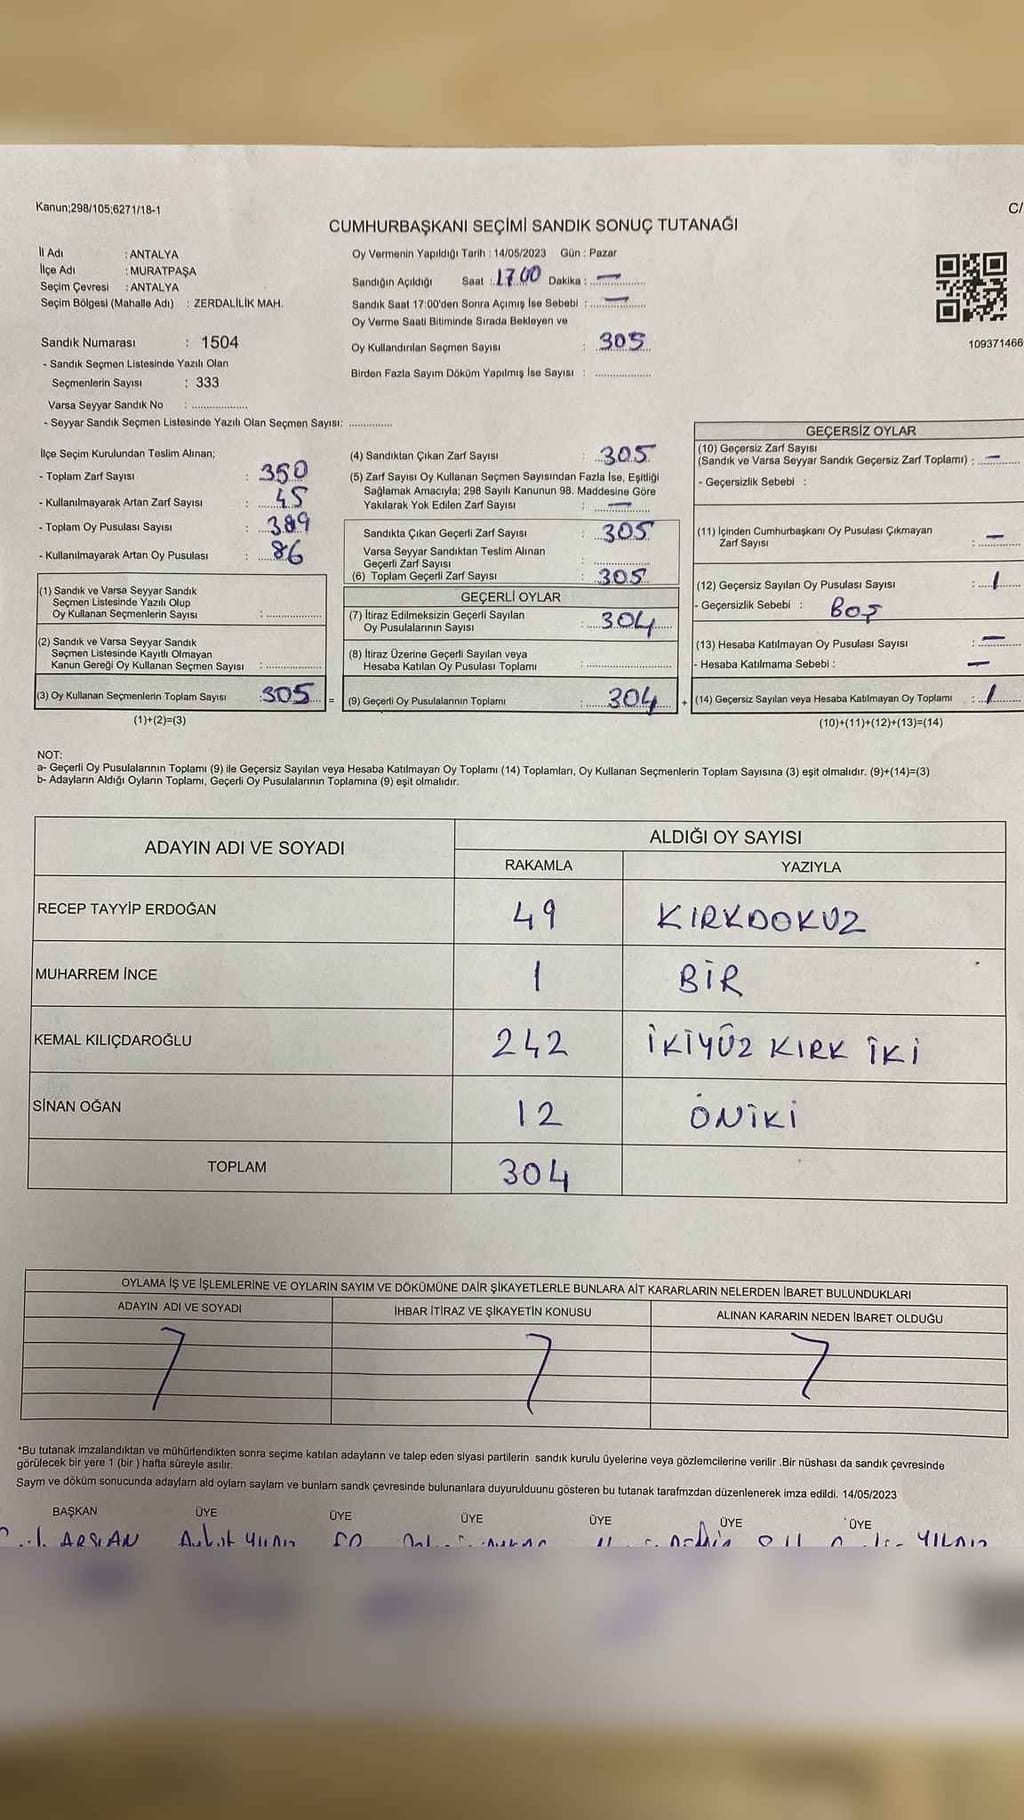 Kanun;298/105;6271/18-1
C/
CUMHURBAŞKANI SEÇİMİ SANDIK SONUÇ TUTANAĞI
İl Adı : ANTALYA
İlçe Adı : MURATPAŞA
Seçim Çevresi : ANTALYA
Seçim Bölgesi (Mahalle Adı) : ZERDALİLİK MAH.
Sandık Numarası : 1504
- Sandık Seçmen Listesinde Yazılı Olan
Seçmenlerin Sayısı : 333
Varsa Seyyar Sandık No : ...................
- Seyyar Sandık Seçmen Listesinde Yazılı Olan Seçmen Sayısı: ..............
Oy Vermenin Yapıldığı Tarih : 14/05/2023 Gün : Pazar
Sandığın Açıldığı Saat : 17.00 Dakika : —
Sandık Saat 17:00'den Sonra Açımış İse Sebebi : —
Oy Verme Saati Bitiminde Sırada Bekleyen ve
Oy Kullandırılan Seçmen Sayısı : 305
Birden Fazla Sayım Döküm Yapılmış İse Sayısı : ...................
109371466
İlçe Seçim Kurulundan Teslim Alınan;
- Toplam Zarf Sayısı : 350
- Kullanılmayarak Artan Zarf Sayısı : 45
- Toplam Oy Pusulası Sayısı : 389
- Kullanılmayarak Artan Oy Pusulası : 86
(1) Sandık ve Varsa Seyyar Sandık
Seçmen Listesinde Yazılı Olup
Oy Kullanan Seçmenlerin Sayısı : ...................
(2) Sandık ve Varsa Seyyar Sandık
Seçmen Listesinde Kayıtlı Olmayan
Kanun Gereği Oy Kullanan Seçmen Sayısı : ...................
(3) Oy Kullanan Seçmenlerin Toplam Sayısı 305 =
(1)+(2)=(3)
(4) Sandıktan Çıkan Zarf Sayısı : 305
(5) Zarf Sayısı Oy Kullanan Seçmen Sayısından Fazla İse, Eşitliği
Sağlamak Amacıyla; 298 Sayılı Kanunun 98. Maddesine Göre
Yakılarak Yok Edilen Zarf Sayısı : —
Sandıkta Çıkan Geçerli Zarf Sayısı : 305
Varsa Seyyar Sandıktan Teslim Alınan
Geçerli Zarf Sayısı : ...................
(6) Toplam Geçerli Zarf Sayısı : 305
GEÇERLİ OYLAR
(7) İtiraz Edilmeksizin Geçerli Sayılan
Oy Pusulalarının Sayısı : 304
(8) İtiraz Üzerine Geçerli Sayılan veya
Hesaba Katılan Oy Pusulası Toplamı : ...................
(9) Geçerli Oy Pusulalarının Toplamı : 304 +
GEÇERSİZ OYLAR
(10) Geçersiz Zarf Sayısı
(Sandık ve Varsa Seyyar Sandık Geçersiz Zarf Toplamı) : —
- Geçersizlik Sebebi :
(11) İçinden Cumhurbaşkanı Oy Pusulası Çıkmayan
Zarf Sayısı : —
(12) Geçersiz Sayılan Oy Pusulası Sayısı : 1
- Geçersizlik Sebebi : BOŞ
(13) Hesaba Katılmayan Oy Pusulası Sayısı : —
- Hesaba Katılmama Sebebi : —
(14) Geçersiz Sayılan veya Hesaba Katılmayan Oy Toplamı : 1
(10)+(11)+(12)+(13)=(14)
NOT:
a- Geçerli Oy Pusulalarının Toplamı (9) ile Geçersiz Sayılan veya Hesaba Katılmayan Oy Toplamı (14) Toplamları, Oy Kullanan Seçmenlerin Toplam Sayısına (3) eşit olmalıdır. (9)+(14)=(3)
b- Adayların Aldığı Oyların Toplamı, Geçerli Oy Pusulalarının Toplamına (9) eşit olmalıdır.
ADAYIN ADI VE SOYADI ALDIĞI OY SAYISI
RAKAMLA YAZIYLA
RECEP TAYYİP ERDOĞAN 49 KIRKDOKUZ
MUHARREM İNCE 1 BİR
KEMAL KILIÇDAROĞLU 242 İKİYÜZ KIRK İKİ
SİNAN OĞAN 12 ONİKİ
TOPLAM 304
OYLAMA İŞ VE İŞLEMLERİNE VE OYLARIN SAYIM VE DÖKÜMÜNE DAİR ŞİKAYETLERLE BUNLARA AİT KARARLARIN NELERDEN İBARET BULUNDUKLARI
ADAYIN ADI VE SOYADI İHBAR İTİRAZ VE ŞİKAYETİN KONUSU ALINAN KARARIN NEDEN İBARET OLDUĞU
*Bu tutanak imzalandıktan ve mühürlendikten sonra seçime katılan adayların ve talep eden siyasi partilerin sandık kurulu üyelerine veya gözlemcilerine verilir .Bir nüshası da sandık çevresinde
görülecek bir yere 1 (bir ) hafta süreyle asılır.
Sayım ve döküm sonucunda adaylarn ald oylarn saylarn ve bunlarn sandk çevresinde bulunanlara duyurulduunu gösteren bu tutanak tarafmzdan düzenlenerek imza edildi. 14/05/2023
BAŞKAN ÜYE ÜYE ÜYE ÜYE ÜYE ÜYE
ARSLAN YILDIZ